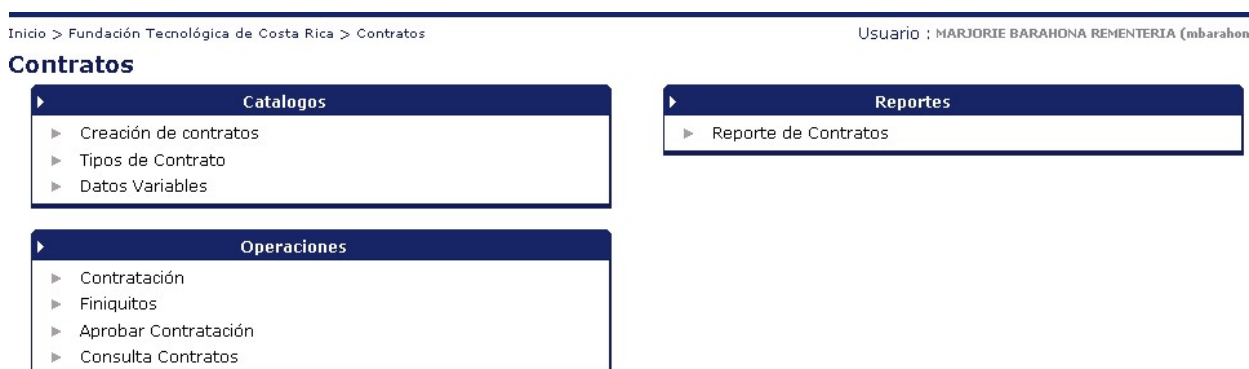 Inicio > Fundación Tecnológica de Costa Rica > Contratos
Usuario : MARJORIE BARAHONA REMENTERIA (mbarahon
Contratos
Catalogos
Creación de contratos
Tipos de Contrato
Datos Variables
Operaciones
Contratación
Finiquitos
Aprobar Contratación
Consulta Contratos
Reportes
Reporte de Contratos